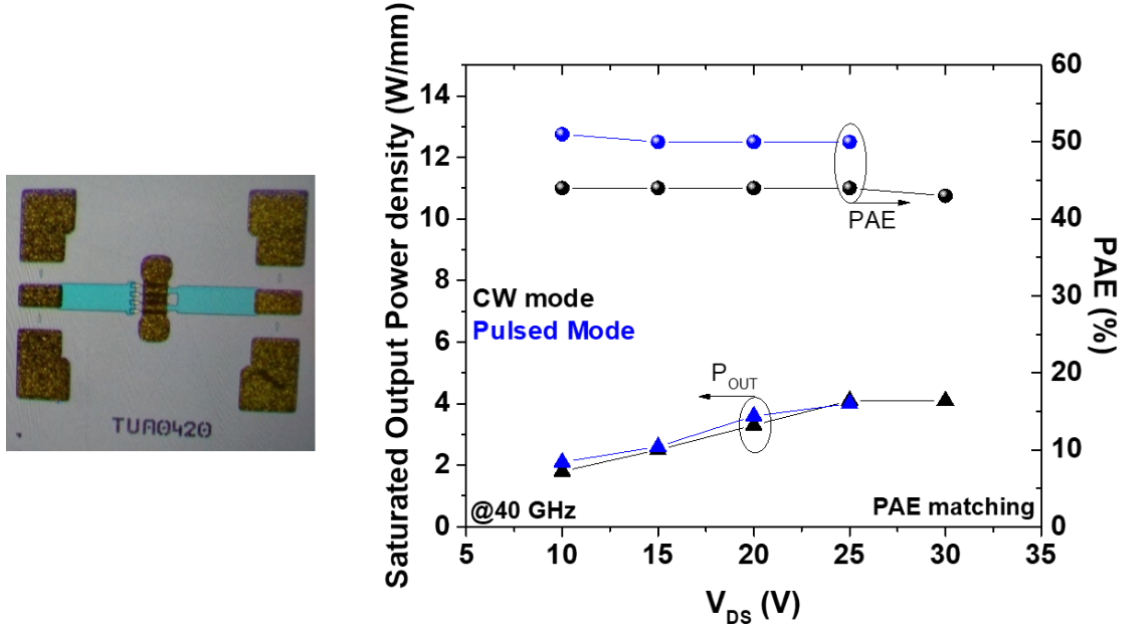 TUA0420
Saturated Output Power density (W/mm)
14
12
10
8
6
4
2
0
CW mode
Pulsed Mode
PAE
P_OUT
@40 GHz
PAE matching
5
10
15
20
25
30
35
V_DS (V)
60
50
40
30
20
10
0
PAE (%)